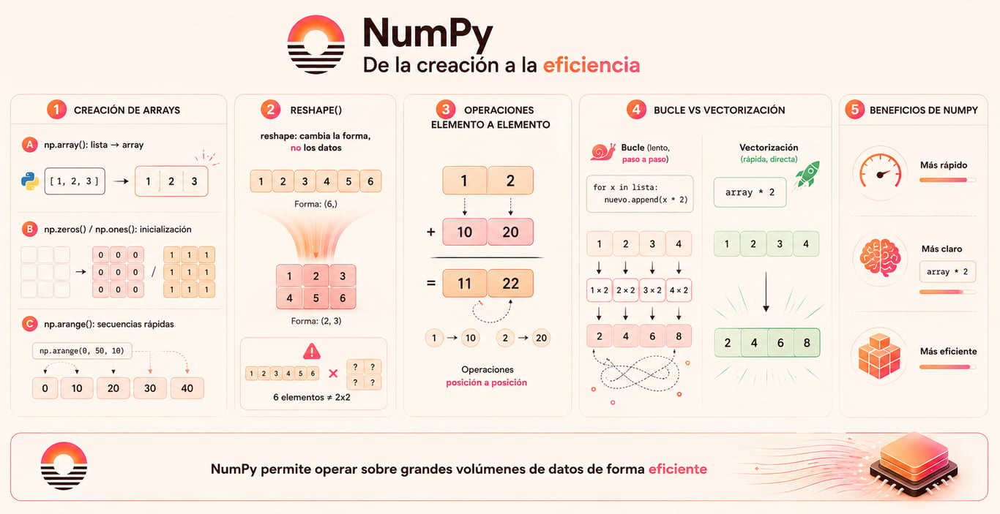 NumPy
De la creación a la eficiencia
1 CREACIÓN DE ARRAYS
A np.array(): lista → array
[ 1, 2, 3 ] → 1 2 3
B np.zeros() / np.ones(): inicialización
0 0 0 1 1 1
0 0 0 / 1 1 1
0 0 0 1 1 1
C np.arange(): secuencias rápidas
np.arange(0, 50, 10)
0 10 20 30 40
2 RESHAPE()
reshape: cambia la forma,
no los datos
1 2 3 4 5 6
Forma: (6,)
1 2 3
4 5 6
Forma: (2, 3)
!
1 2 3 4 5 6 × ? ?
? ?
6 elementos ≠ 2x2
3 OPERACIONES
ELEMENTO A ELEMENTO
1 2
+ 10 20
= 11 22
1 → 10 2 → 20
Operaciones
posición a posición
4 BUCLE VS VECTORIZACIÓN
Bucle (lento,
paso a paso)
for x in lista:
nuevo.append(x * 2)
1 2 3 4
1 × 2 2 × 2 3 × 2 4 × 2
2 4 6 8
Vectorización
(rápida, directa)
array * 2
1 2 3 4
2 4 6 8
5 BENEFICIOS DE NUMPY
Más rápido
Más claro
array * 2
Más eficiente
NumPy permite operar sobre grandes volúmenes de datos de forma eficiente